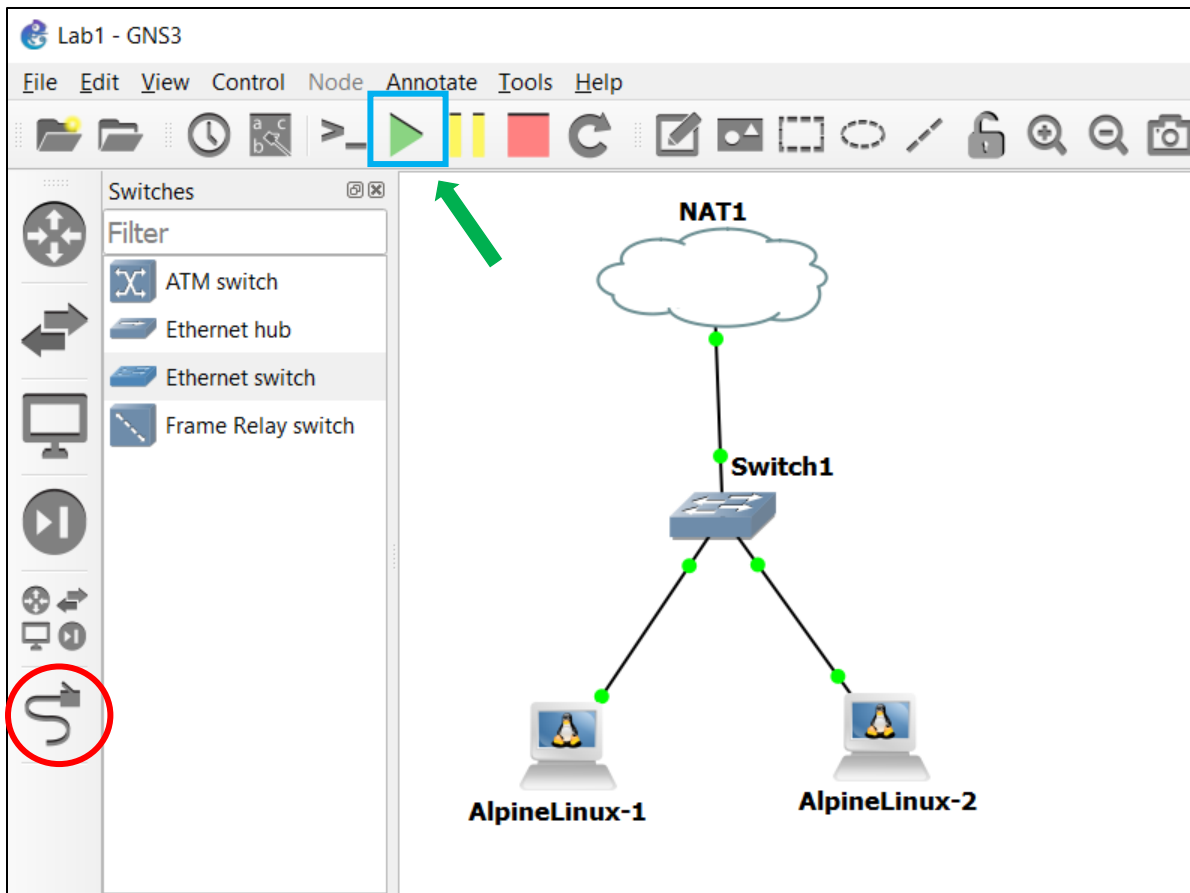 Lab1 - GNS3
File Edit View Control Node Annotate Tools Help
a c
b
>_
Switches
Filter
ATM switch
Ethernet hub
Ethernet switch
Frame Relay switch
NAT1
Switch1
AlpineLinux-1
AlpineLinux-2